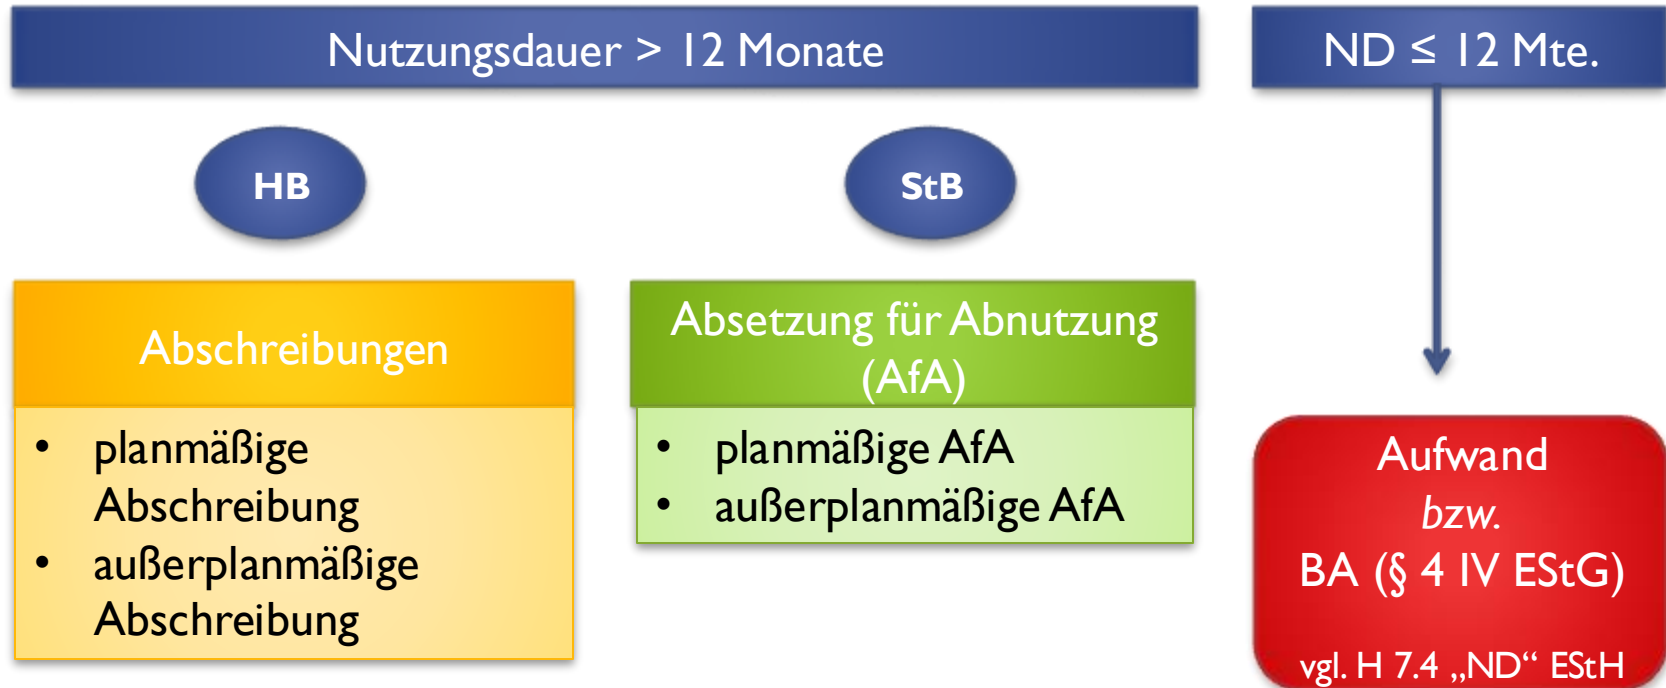 Nutzungsdauer > 12 Monate
ND ≤ 12 Mte.
HB
StB
Abschreibungen
• planmäßige
Abschreibung
• außerplanmäßige
Abschreibung
Absetzung für Abnutzung
(AfA)
• planmäßige AfA
• außerplanmäßige AfA
Aufwand
bzw.
BA (§ 4 IV EStG)
vgl. H 7.4 „ND“ EStH